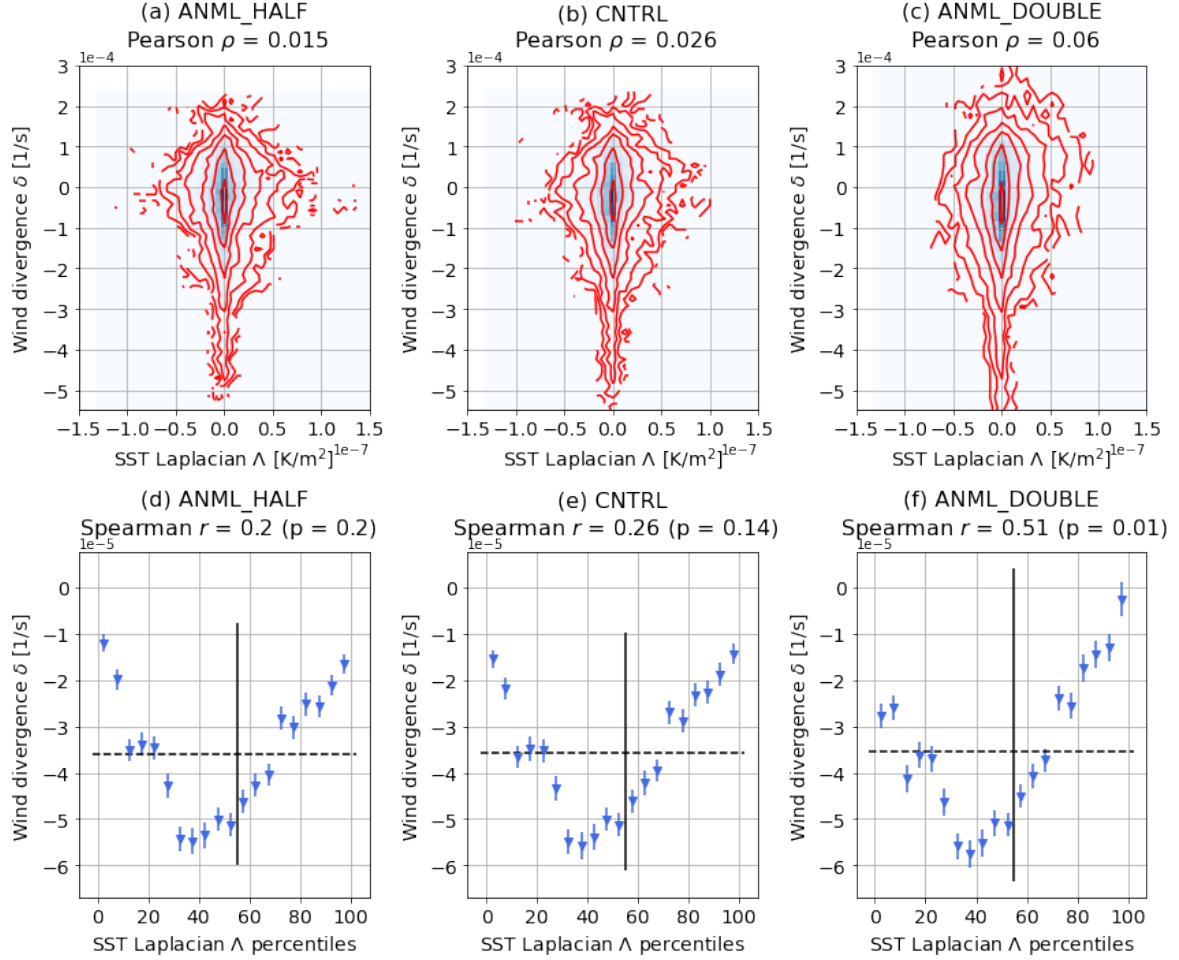 (a) ANML_HALF
Pearson ρ = 0.015
(b) CNTRL
Pearson ρ = 0.026
(c) ANML_DOUBLE
Pearson ρ = 0.06
1e−4
1e−4
1e−4
3
2
1
0
−1
−2
−3
−4
−5
Wind divergence δ [1/s]
3
2
1
0
−1
−2
−3
−4
−5
Wind divergence δ [1/s]
3
2
1
0
−1
−2
−3
−4
−5
Wind divergence δ [1/s]
−1.5 −1.0 −0.5 0.0 0.5 1.0 1.5
SST Laplacian Λ [K/m²] 1e−7
−1.5 −1.0 −0.5 0.0 0.5 1.0 1.5
SST Laplacian Λ [K/m²] 1e−7
−1.5 −1.0 −0.5 0.0 0.5 1.0 1.5
SST Laplacian Λ [K/m²] 1e−7
(d) ANML_HALF
Spearman r = 0.2 (p = 0.2)
(e) CNTRL
Spearman r = 0.26 (p = 0.14)
(f) ANML_DOUBLE
Spearman r = 0.51 (p = 0.01)
1e−5
1e−5
1e−5
0
−1
−2
−3
−4
−5
−6
Wind divergence δ [1/s]
0
−1
−2
−3
−4
−5
−6
Wind divergence δ [1/s]
0
−1
−2
−3
−4
−5
−6
Wind divergence δ [1/s]
0 20 40 60 80 100
SST Laplacian Λ percentiles
0 20 40 60 80 100
SST Laplacian Λ percentiles
0 20 40 60 80 100
SST Laplacian Λ percentiles